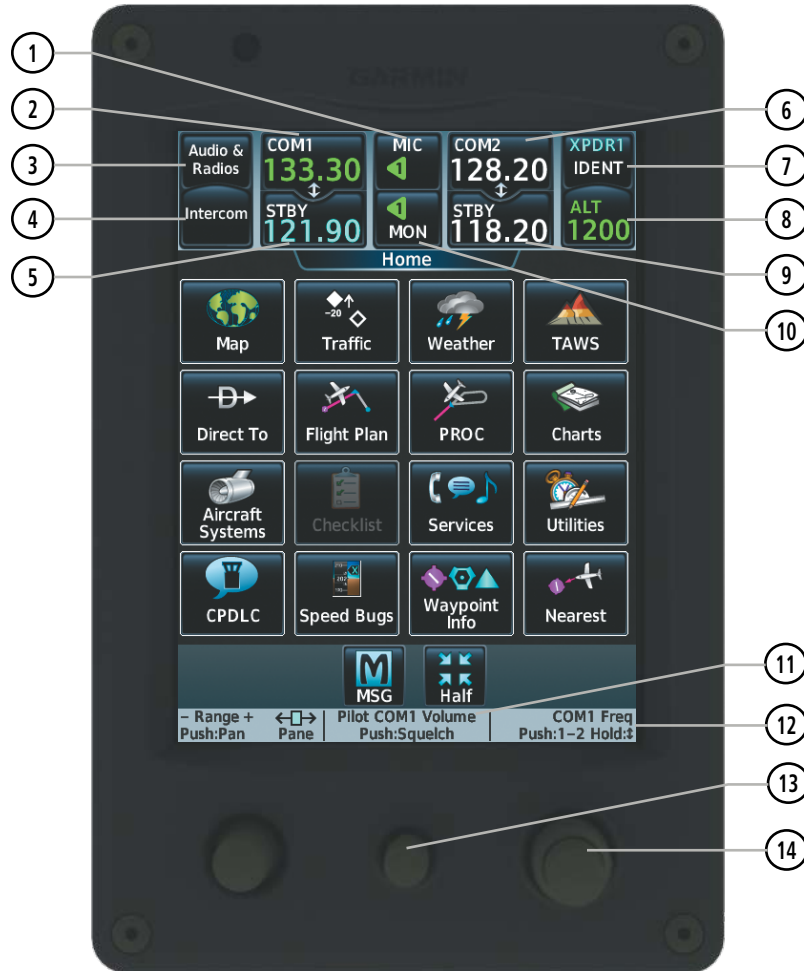 GARMIN
1
2
3
4
5
6
7
8
9
10
11
12
13
14
Audio &
Radios
Intercom
COM1
133.30
STBY
121.90
MIC
1
1
MON
COM2
128.20
STBY
118.20
XPDR1
IDENT
ALT
1200
Home
Map
Traffic
-20
Weather
TAWS
Direct To
Flight Plan
PROC
Charts
Aircraft
Systems
Checklist
Services
Utilities
CPDLC
Speed Bugs
Waypoint
Info
Nearest
MSG
Half
– Range +
Push:Pan
Pane
Pilot COM1 Volume
Push:Squelch
COM1 Freq
Push:1–2 Hold:↕